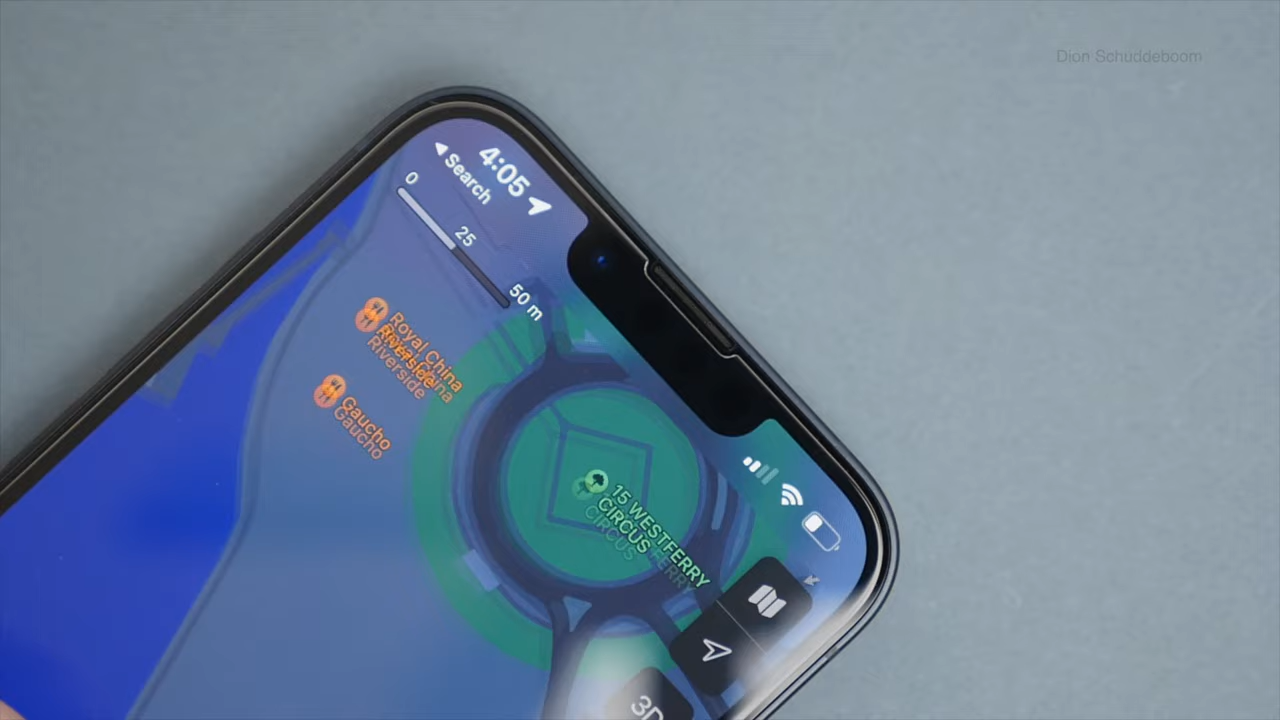 Dion Schuddeboom
4:05
Search
0
25
50 m
Royal China
Riverside
Gaucho
15 WESTFERRY
CIRCUS
3D